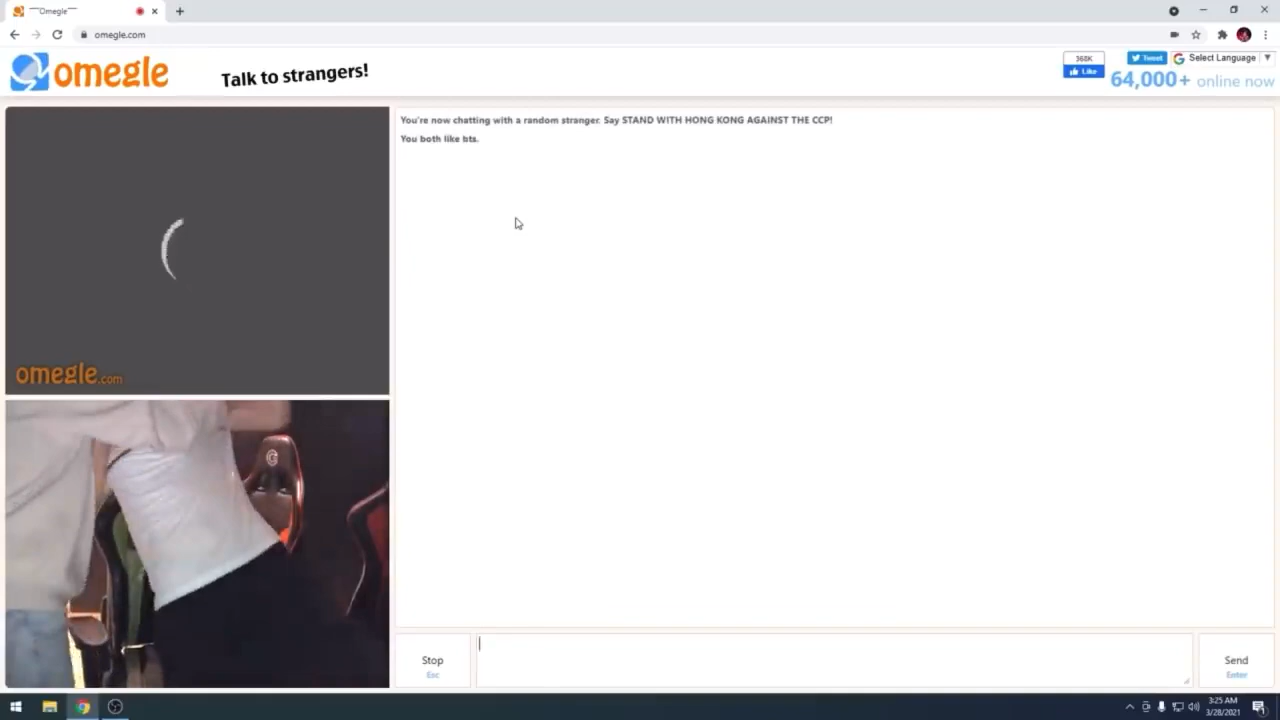 Omegle
omegle.com
omegle
Talk to strangers!
368K
Like
Tweet
Select Language
64,000+ online now
You're now chatting with a random stranger. Say STAND WITH HONG KONG AGAINST THE CCP!
You both like bts.
omegle.com
G
Stop
Esc
Send
Enter
3:25 AM
3/28/2021
1